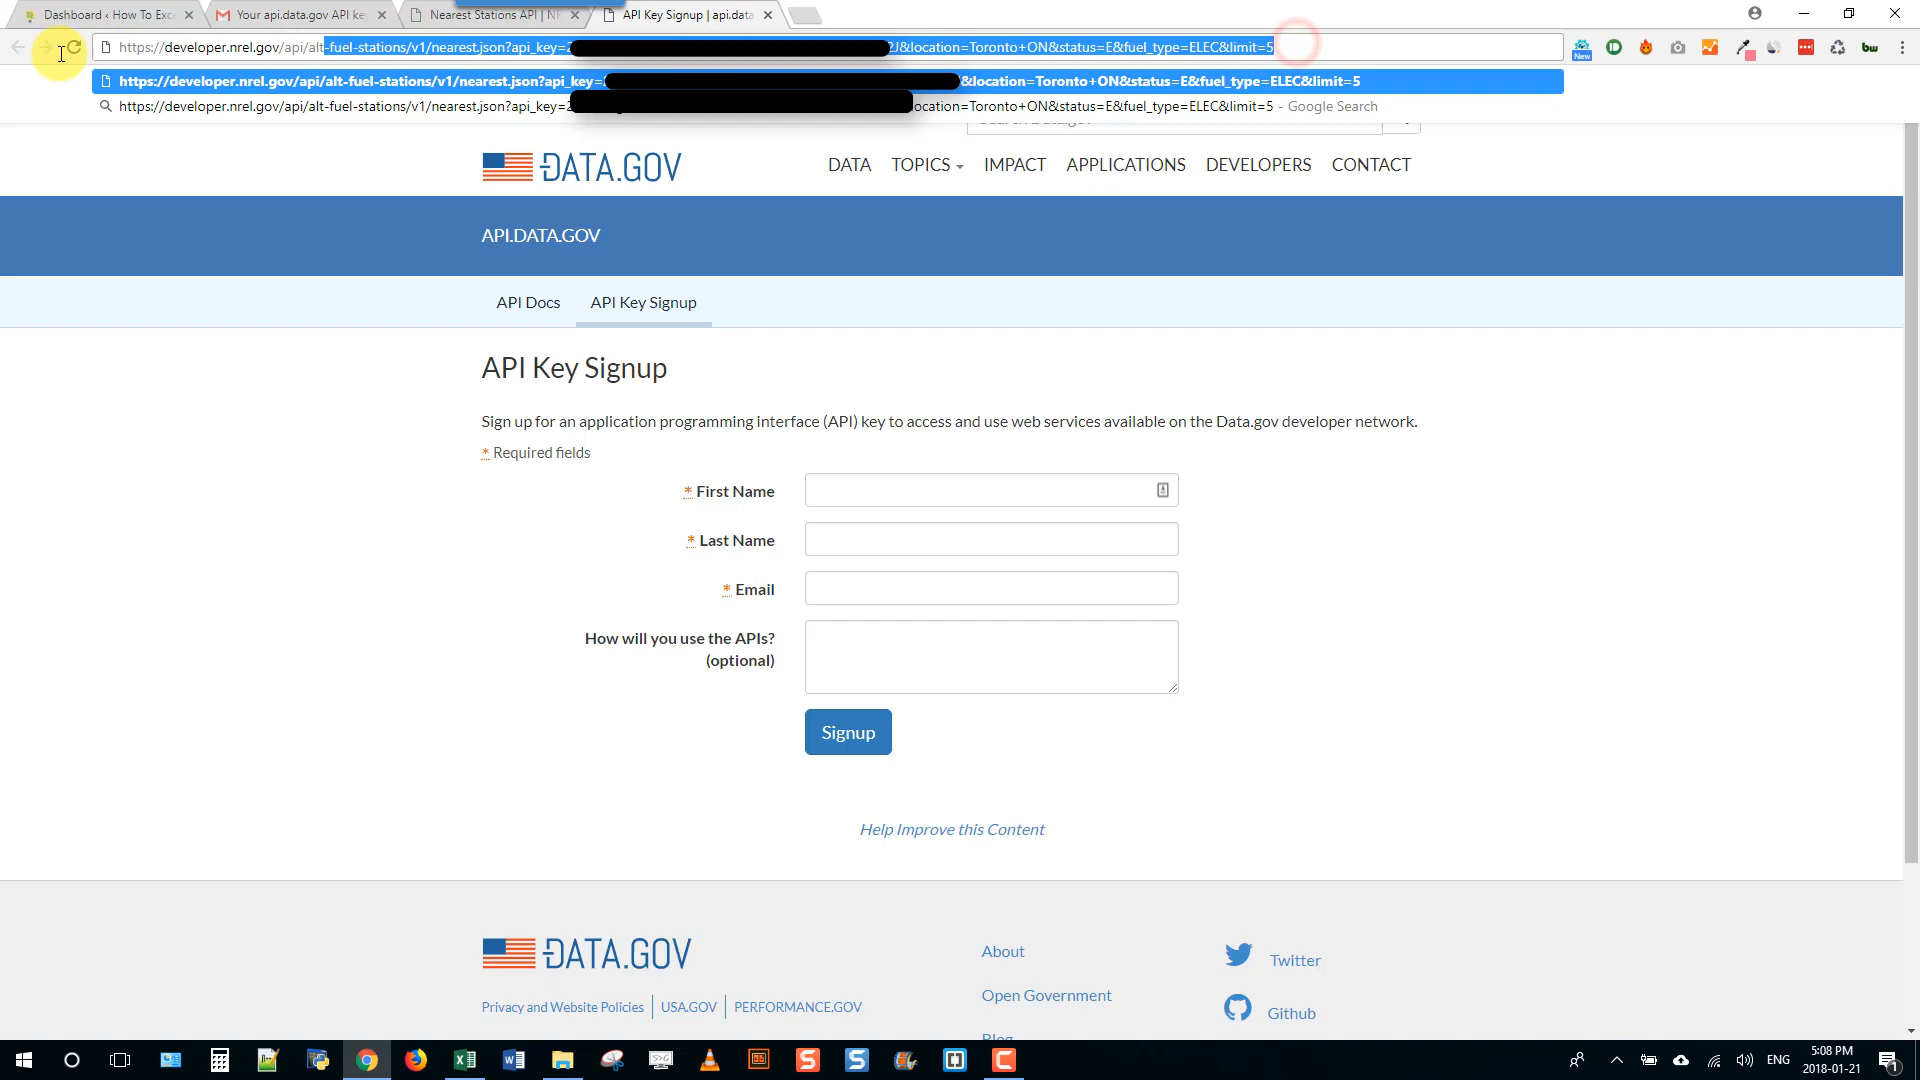 Dashboard ‹ How To Exc
Your api.data.gov API key
Nearest Stations API | NR
API Key Signup | api.data
https://developer.nrel.gov/api/alt-fuel-stations/v1/nearest.json?api_key=2 J&location=Toronto+ON&status=E&fuel_type=ELEC&limit=5
New
https://developer.nrel.gov/api/alt-fuel-stations/v1/nearest.json?api_key= &location=Toronto+ON&status=E&fuel_type=ELEC&limit=5
https://developer.nrel.gov/api/alt-fuel-stations/v1/nearest.json?api_key=2 ocation=Toronto+ON&status=E&fuel_type=ELEC&limit=5 - Google Search
DATA.GOV
DATA TOPICS IMPACT APPLICATIONS DEVELOPERS CONTACT
API.DATA.GOV
API Docs API Key Signup
API Key Signup
Sign up for an application programming interface (API) key to access and use web services available on the Data.gov developer network.
* Required fields
* First Name
* Last Name
* Email
How will you use the APIs?
(optional)
Signup
Help Improve this Content
DATA.GOV
About
Twitter
Open Government
Privacy and Website Policies USA.GOV PERFORMANCE.GOV
Github
Blog
ENG
5:08 PM
2018-01-21
1